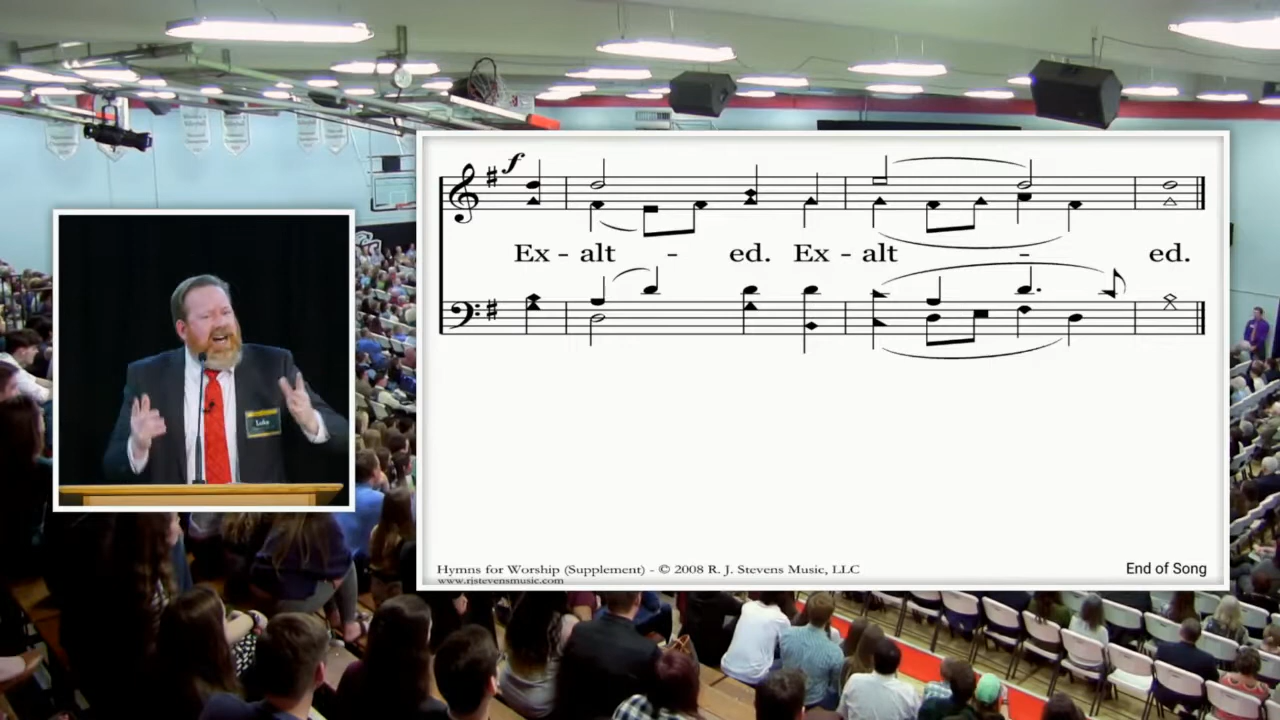 f
Ex - alt - ed. Ex - alt - ed.
Luke
Hymns for Worship (Supplement) - © 2008 R. J. Stevens Music, LLC
www.rjstevensmusic.com
End of Song